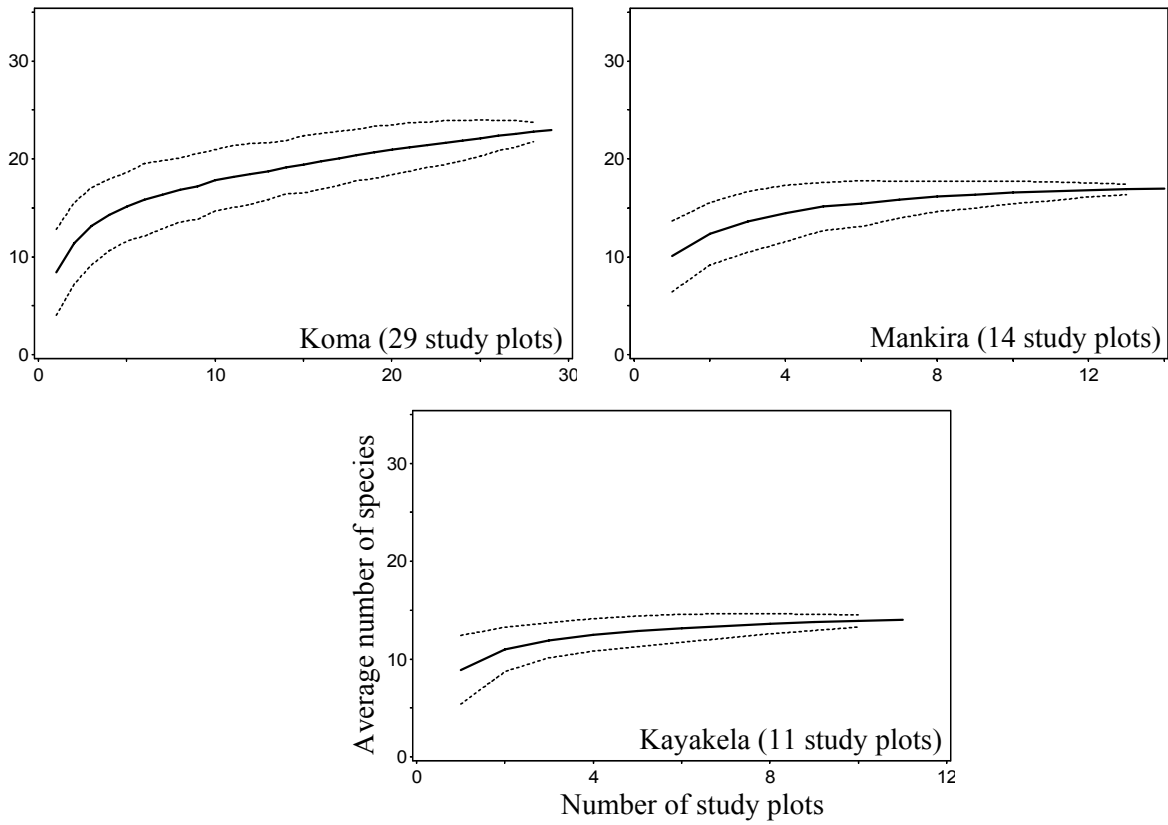 30
20
10
0
Koma (29 study plots)
0 10 20 30
30
20
10
0
Mankira (14 study plots)
0 4 8 12
Average number of species
30
20
10
0
Kayakela (11 study plots)
0 4 8 12
Number of study plots